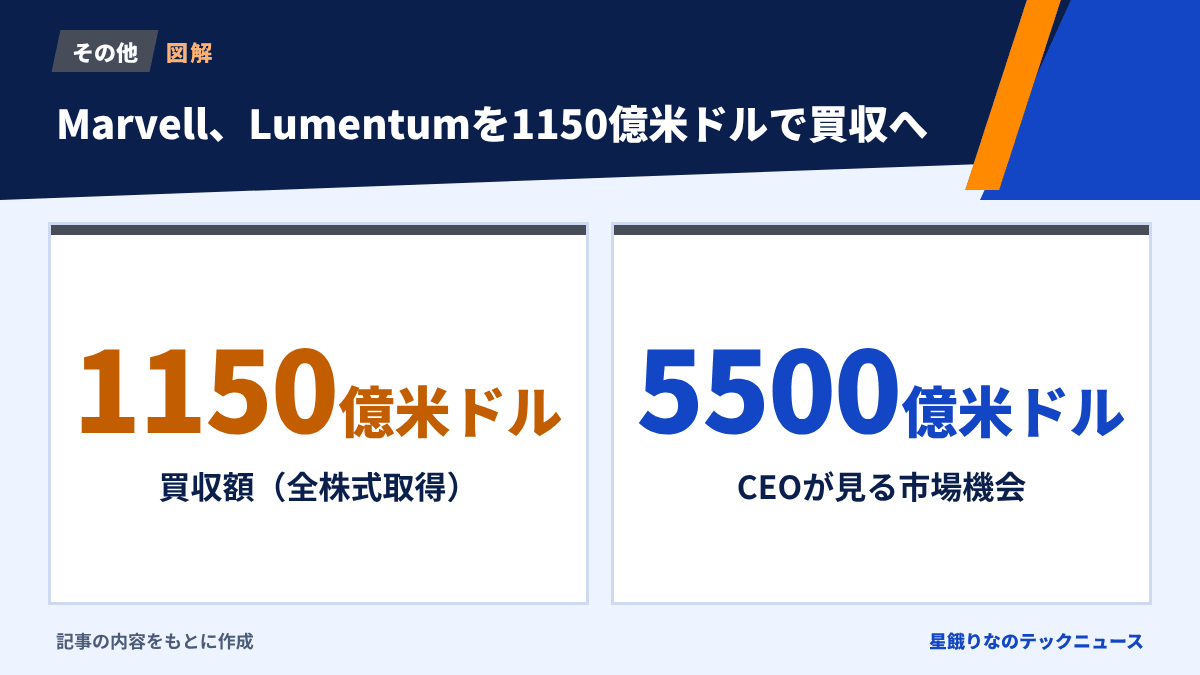 その他 図解
Marvell、Lumentumを1150億米ドルで買収へ
1150億米ドル
買収額（全株式取得）
5500億米ドル
CEOが見る市場機会
記事の内容をもとに作成
星餓りなのテックニュース